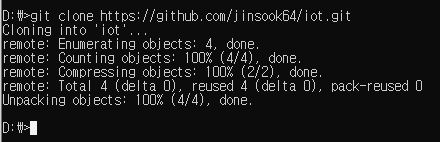 D:#>git clone https://github.com/jinsook64/iot.git
Cloning into 'iot'...
remote: Enumerating objects: 4, done.
remote: Counting objects: 100% (4/4), done.
remote: Compressing objects: 100% (2/2), done.
remote: Total 4 (delta 0), reused 4 (delta 0), pack-reused 0
Unpacking objects: 100% (4/4), done.
D:#>